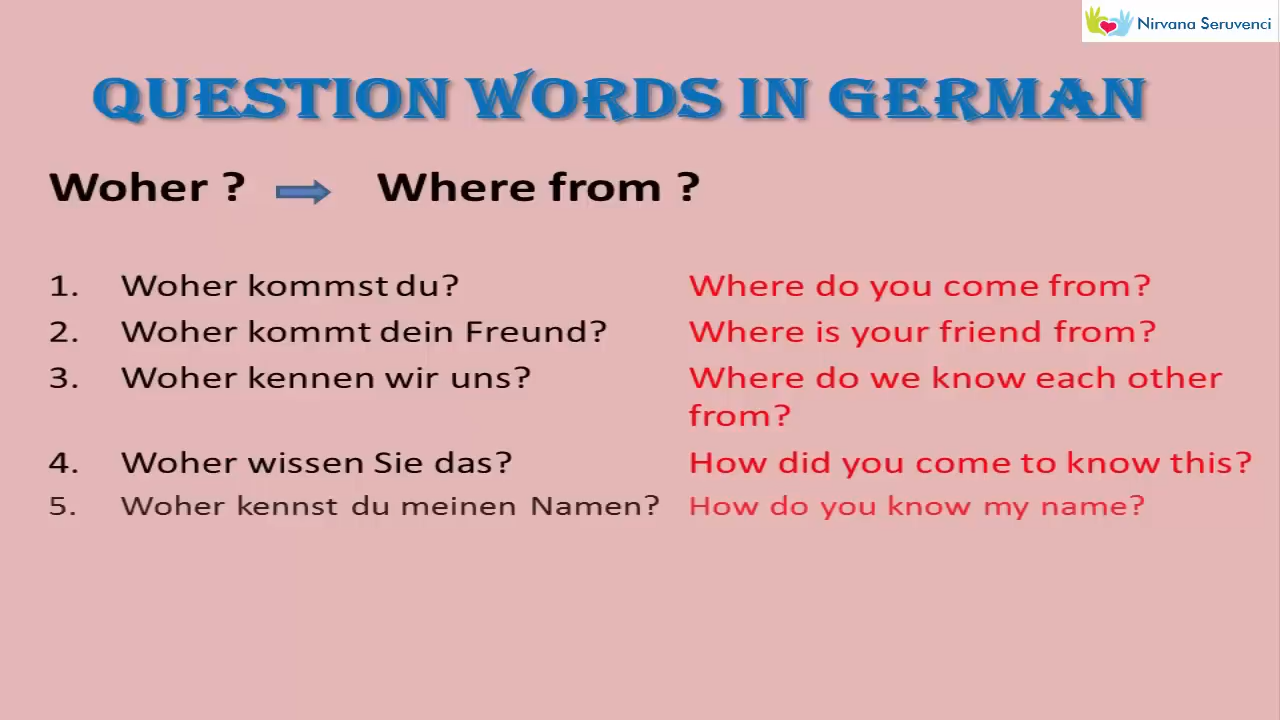 Nirvana Seruvenci
QUESTION WORDS IN GERMAN
Woher ? Where from ?
1. Woher kommst du? Where do you come from?
2. Woher kommt dein Freund? Where is your friend from?
3. Woher kennen wir uns? Where do we know each other
from?
4. Woher wissen Sie das? How did you come to know this?
5. Woher kennst du meinen Namen? How do you know my name?